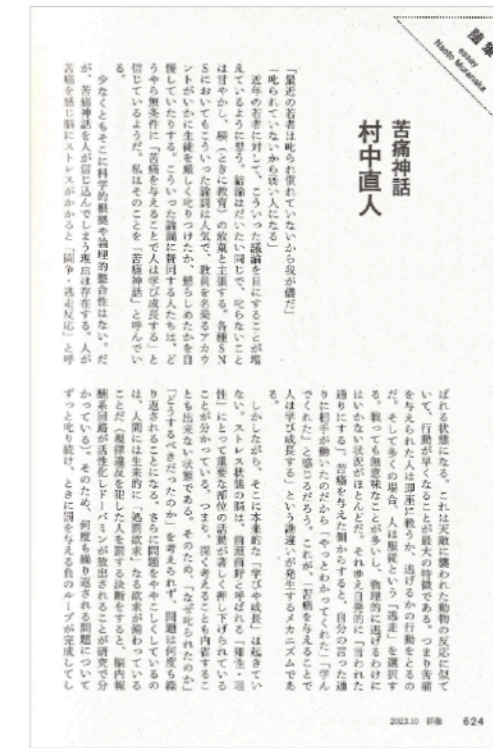 随筆
essay
Naoto Muranaka
苦痛神話
村中直人
「最近の若者は叱られ慣れていないから我が儘だ」
「叱られていないから弱い人になる」
近年の若者に対して、こういった議論を目にすることが増
えているように思う。結論はだいたい同じで、叱らないこと
は甘やかし、躾(ときに教育)の放棄と主張する。各種SN
Sにおいてもこういった論調は人気で、教員を名乗るアカウ
ントがいかに生徒を厳しく叱りつけたか、懲らしめたかを自
慢していたりする。こういった論調に賛同する人たちは、ど
うやら無条件に「苦痛を与えることで人は学び成長する」と
信じているようだ。私はそのことを「苦痛神話」と呼んでい
る。
少なくともそこに科学的根拠や論理的整合性はない。だ
が、苦痛神話を人が信じ込んでしまう理由は存在する。人が
苦痛を感じ脳にストレスがかかると「闘争・逃走反応」と呼
ばれる状態になる。これは天敵に襲われた動物の反応に似て
いて、行動が早くなることが最大の特徴である。つまり苦痛
を与えられた人は即座に戦うか、逃げるかの行動をとるの
だ。そして多くの場合、人は服従という「逃走」を選択す
る。戦っても無意味なことが多いし、物理的に逃げるわけに
はいかない状況がほとんどだ。それゆえ自発的に「言われた
通りにする」。苦痛を与えた側からすると、自分の言った通
りに相手が動いたのだから「やっとわかってくれた」「学ん
でくれた」と感じるだろう。これが、「苦痛を与えることで
人は学び成長する」という勘違いが発生するメカニズムであ
る。
しかしながら、そこに本来的な「学びや成長」は起きてい
ない。ストレス状態の脳は、前頭前野と呼ばれる「知性・理
性」にとって重要な部位の活動が著しく押し下げられている
ことが分かっている。つまり、深く考えることも内省するこ
とも出来ない状態である。そのため、「なぜ叱られたのか」
「どうするべきだったのか」を考えられず、問題は何度も繰
り返されることになる。さらに問題をややこしくしているの
は、人間には生来的に「処罰欲求」なる欲求が備わっている
ことだ(規律違反を犯した人を罰する決断をすると、脳内報
酬系回路が活性化しドーパミンが放出されることが研究で分
かっている)。そのため、何度も繰り返される問題について
ずっと叱り続け、ときに罰を与える負のループが完成してし
2023.10 群像 624